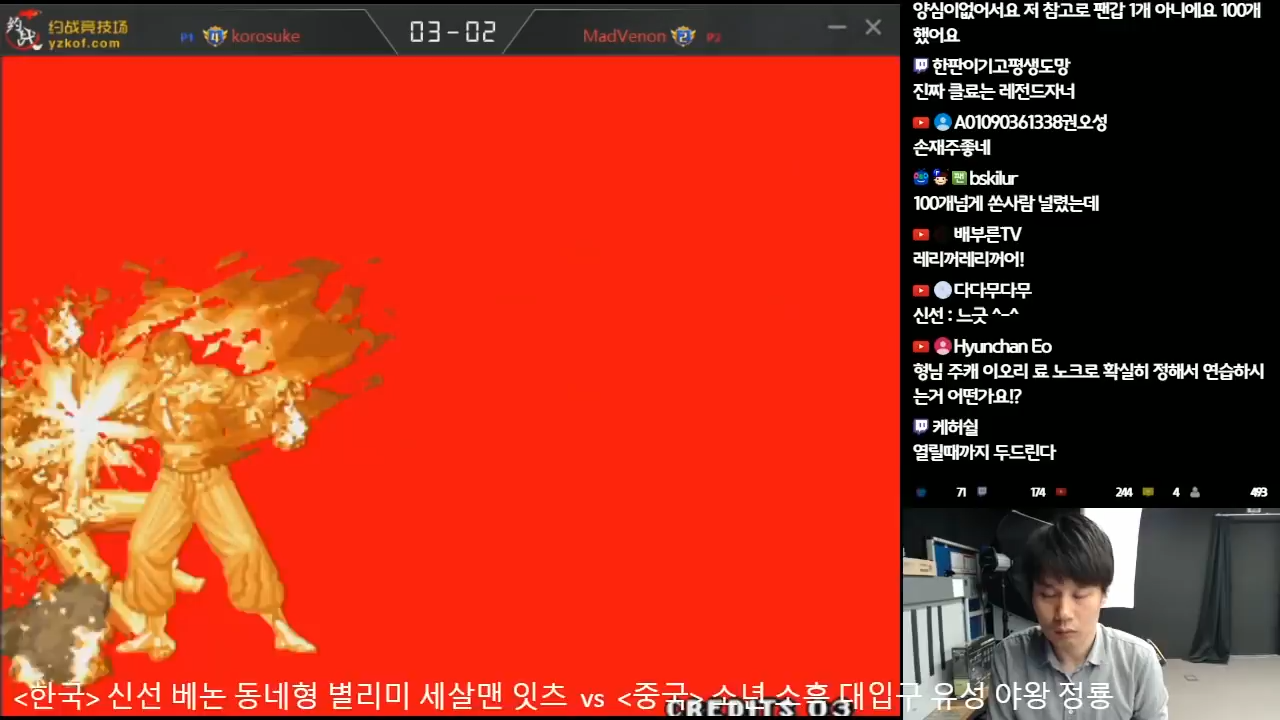 约战竞技场
yzkof.com
P1 4 korosuke
03-02
MadVenon 2 P2
양심이없어서요 저 참고로 팬갑 1개 아니에요 100개
했어요
한판이기고평생도망
진짜 클료는 레전드자너
A01090361338권오성
손재주좋네
팬 bskilur
100개넘게 쏜사람 널렸는데
배부른TV
레리꺼레리꺼어!
다다무다무
신선 : 느긋 ^-^
Hyunchan Eo
형님 주캐 이오리 료 노크로 확실히 정해서 연습하시
는거 어떤가요!?
케허쉴
열릴때까지 두드린다
71 174 244 4 493
<한국> 신선 베논 동네형 별리미 세살맨 잇츠 vs <중국> 소년 소휴 대입구 유성 야왕 정룡
CREDITS 03